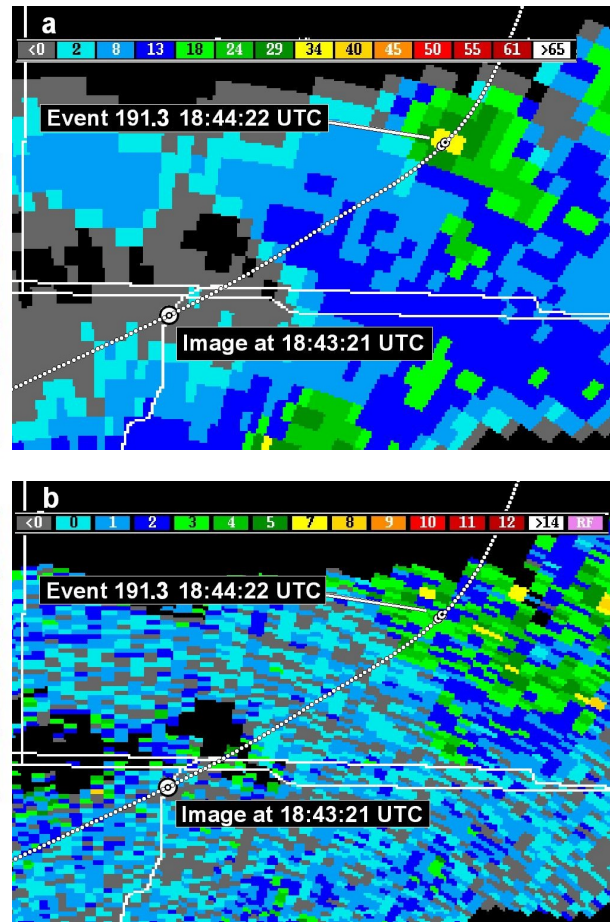 a
<0 2 8 13 18 24 29 34 40 45 50 55 61 >65
Event 191.3 18:44:22 UTC
Image at 18:43:21 UTC
b
<0 0 1 2 3 4 5 7 8 9 10 11 12 >14 RF
Event 191.3 18:44:22 UTC
Image at 18:43:21 UTC